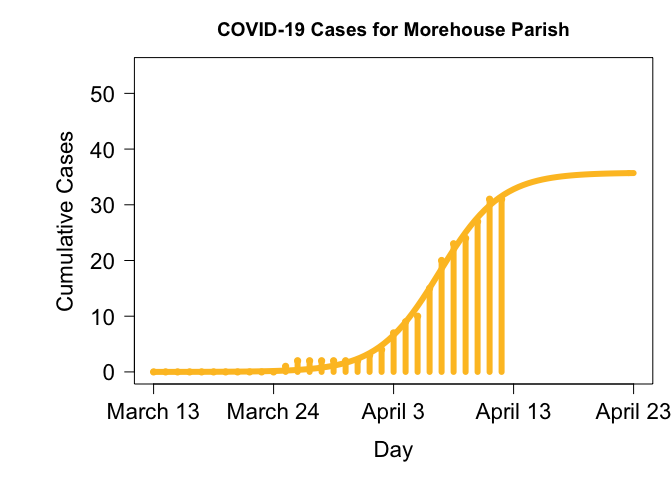 COVID-19 Cases for Morehouse Parish
Cumulative Cases
50
40
30
20
10
0
March 13 March 24 April 3 April 13 April 23
Day